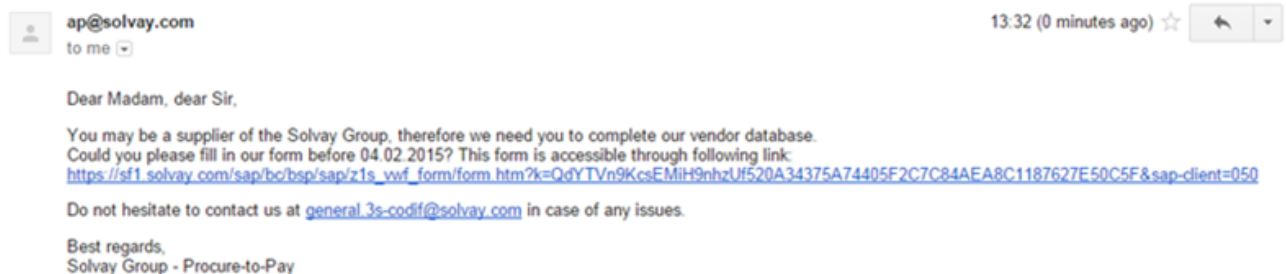 ap@solvay.com
13:32 (0 minutes ago)
to me
Dear Madam, dear Sir,
You may be a supplier of the Solvay Group, therefore we need you to complete our vendor database.
Could you please fill in our form before 04.02.2015? This form is accessible through following link:
https://sf1.solvay.com/sap/bc/bsp/sap/z1s_vwf_form/form.htm?k=QdYTVn9KcsEMiH9nhzUf520A34375A74405F2C7C84AEA8C1187627E50C5F&sap-client=050
Do not hesitate to contact us at general.3s-codif@solvay.com in case of any issues.
Best regards,
Solvay Group - Procure-to-Pay